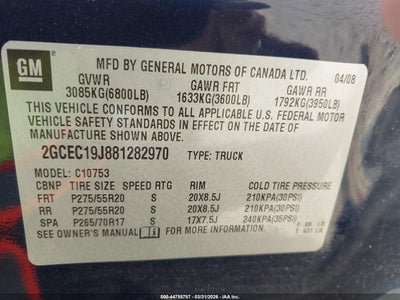 GM
MFD BY GENERAL MOTORS OF CANADA LTD. 04/08
GVWR GAWR FRT GAWR RR
3085KG(6800LB) 1633KG(3600LB) 1792KG(3950LB)
THIS VEHICLE CONFORMS TO ALL APPLICABLE U.S. FEDERAL MOTOR
VEHICLE SAFETY STANDARDS IN EFFECT ON THE DATE OF
MANUFACTURE SHOWN ABOVE.
2GCEC19J881282970 TYPE: TRUCK
MODEL: C10753
CBNP TIRE SIZE SPEED RTG RIM COLD TIRE PRESSURE
FRT P275/55R20 S 20X8.5J 210KPA(30PSI)
RR P275/55R20 S 20X8.5J 210KPA(30PSI)
SPA P265/70R17 S 17X7.5J 240KPA(35PSI)
SEE OWNER'S MANUAL FOR MORE INFORMATION.
T 631 LB
000-44755787 - 03/31/2026 - IAA